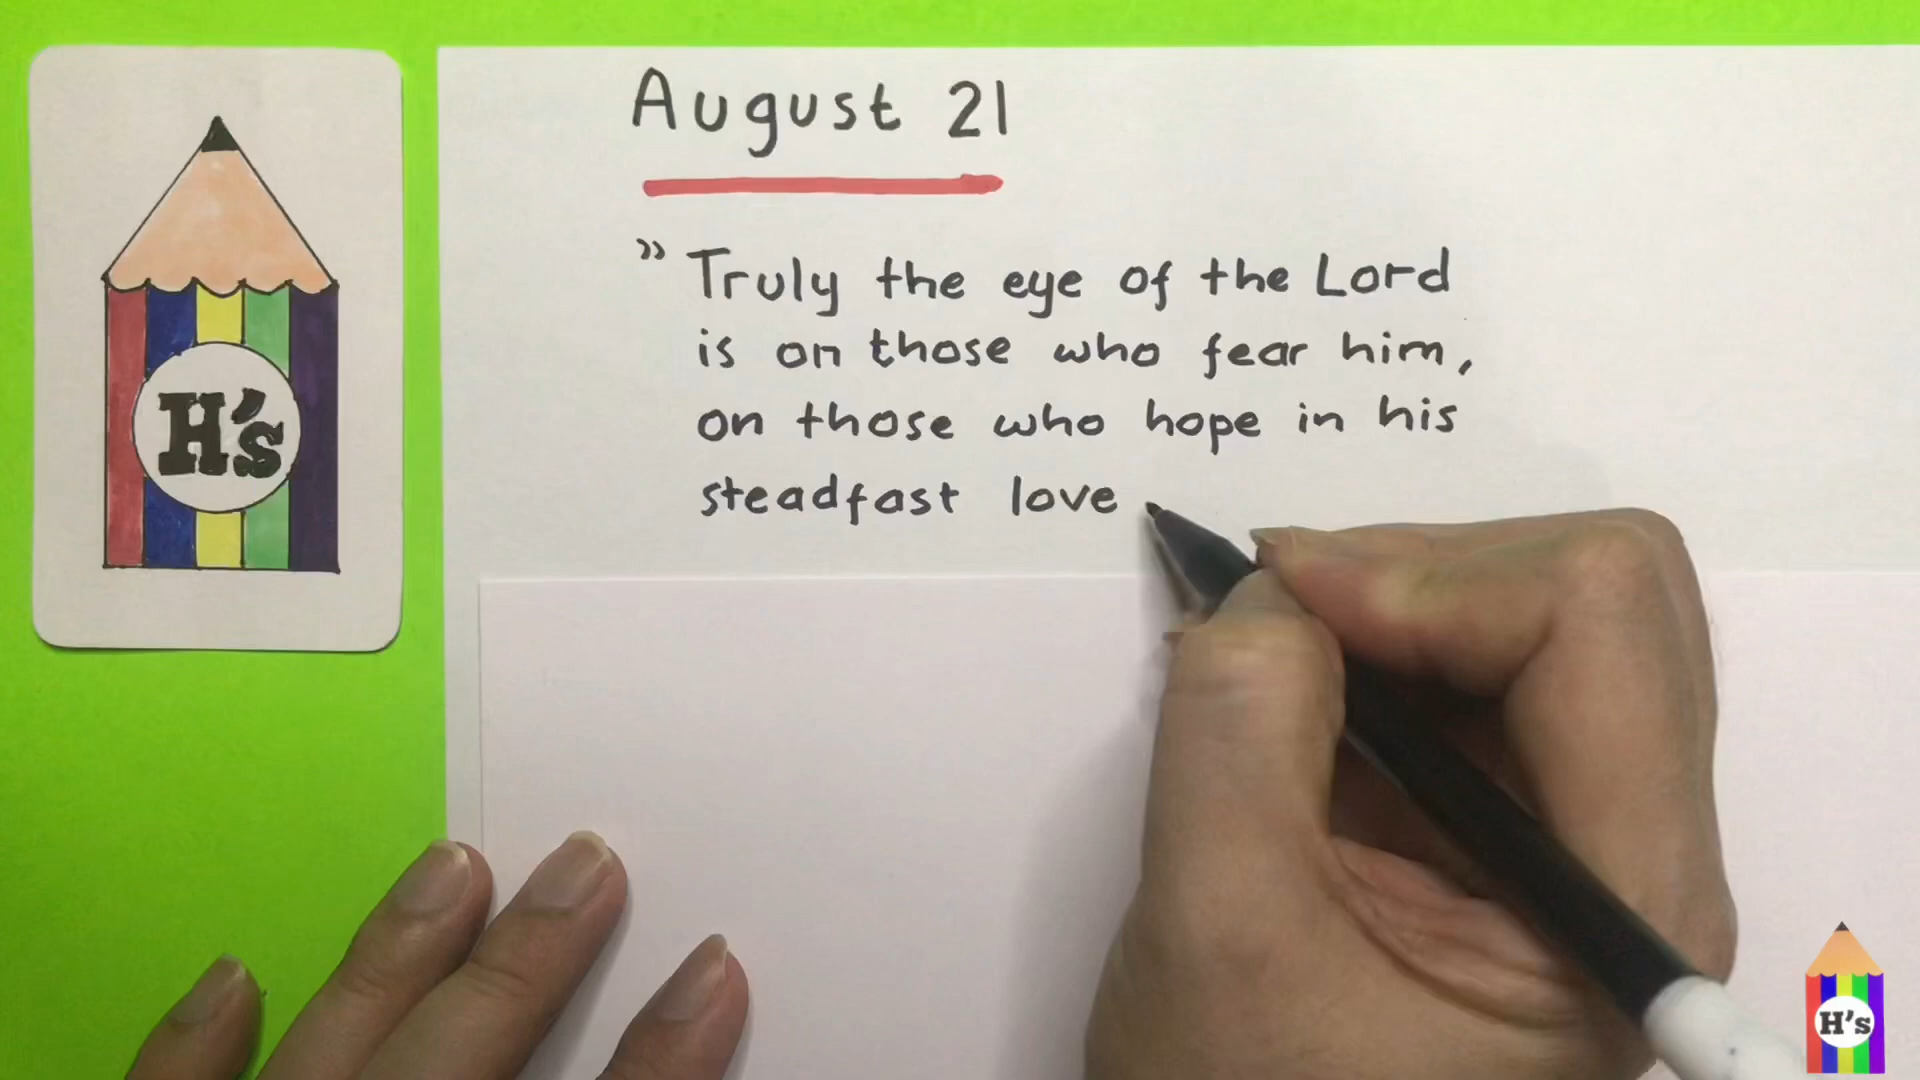 August 21
” Truly the eye of the Lord
is on those who fear him,
on those who hope in his
steadfast love
H's
H's